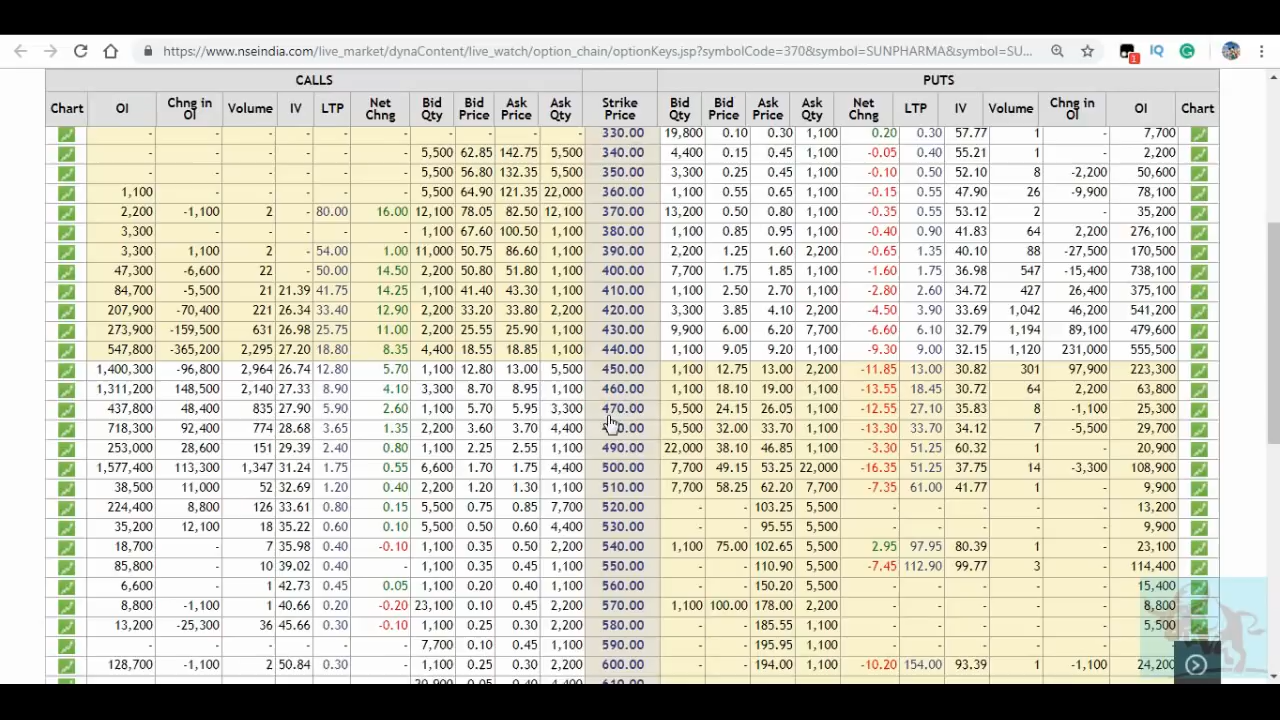 https://www.nseindia.com/live_market/dynaContent/live_watch/option_chain/optionKeys.jsp?symbolCode=370&symbol=SUNPHARMA&symbol=SU...
1
CALLS PUTS
Chart OI Chng in OI Volume IV LTP Net Chng Bid Qty Bid Price Ask Price Ask Qty Strike Price Bid Qty Bid Price Ask Price Ask Qty Net Chng LTP IV Volume Chng in OI OI Chart
- - - - - - - - - - 330.00 19,800 0.10 0.30 1,100 0.20 0.30 57.77 1 - 7,700
- - - - - - 5,500 62.85 142.75 5,500 340.00 4,400 0.15 0.45 1,100 -0.05 0.40 55.21 1 - 2,200
- - - - - - 5,500 56.80 132.35 5,500 350.00 3,300 0.25 0.45 1,100 -0.10 0.50 52.10 8 -2,200 50,600
1,100 - - - - - 5,500 64.90 121.35 22,000 360.00 1,100 0.55 0.65 1,100 -0.15 0.55 47.90 26 -9,900 78,100
2,200 -1,100 2 - 80.00 16.00 12,100 78.05 82.50 12,100 370.00 13,200 0.50 0.80 1,100 -0.35 0.55 53.12 2 - 35,200
3,300 - - - - - 1,100 67.60 100.50 1,100 380.00 1,100 0.85 0.95 1,100 -0.40 0.90 41.83 64 2,200 276,100
3,300 1,100 2 - 54.00 1.00 11,000 50.75 86.60 1,100 390.00 2,200 1.25 1.60 2,200 -0.65 1.35 40.10 88 -27,500 170,500
47,300 -6,600 22 - 50.00 14.50 2,200 50.80 51.80 1,100 400.00 7,700 1.75 1.85 1,100 -1.60 1.75 36.98 547 -15,400 738,100
84,700 -5,500 21 21.39 41.75 14.25 1,100 41.40 43.30 1,100 410.00 1,100 2.50 2.70 1,100 -2.80 2.60 34.72 427 26,400 375,100
207,900 -70,400 221 26.34 33.40 12.90 2,200 33.20 33.80 2,200 420.00 3,300 3.85 4.10 2,200 -4.50 3.90 33.69 1,042 46,200 541,200
273,900 -159,500 631 26.98 25.75 11.00 2,200 25.55 25.90 1,100 430.00 9,900 6.00 6.20 7,700 -6.60 6.10 32.79 1,194 89,100 479,600
547,800 -365,200 2,295 27.20 18.80 8.35 4,400 18.55 18.85 1,100 440.00 1,100 9.05 9.20 1,100 -9.30 9.00 32.15 1,120 231,000 555,500
1,400,300 -96,800 2,964 26.74 12.80 5.70 1,100 12.80 13.00 5,500 450.00 1,100 12.75 13.00 2,200 -11.85 13.00 30.82 301 97,900 223,300
1,311,200 148,500 2,140 27.33 8.90 4.10 3,300 8.70 8.95 1,100 460.00 1,100 18.10 19.00 1,100 -13.55 18.45 30.72 64 2,200 63,800
437,800 48,400 835 27.90 5.90 2.60 1,100 5.70 5.95 3,300 470.00 5,500 24.15 26.05 1,100 -12.55 27.10 35.83 8 -1,100 25,300
718,300 92,400 774 28.68 3.65 1.35 2,200 3.60 3.70 4,400 0.00 5,500 32.00 33.70 1,100 -13.30 33.70 34.12 7 -5,500 29,700
253,000 28,600 151 29.39 2.40 0.80 1,100 2.25 2.55 1,100 490.00 22,000 38.10 46.85 1,100 -3.30 51.25 60.32 1 - 20,900
1,577,400 113,300 1,347 31.24 1.75 0.55 6,600 1.70 1.75 4,400 500.00 7,700 49.15 53.25 22,000 -16.35 51.25 37.75 14 -3,300 108,900
38,500 11,000 52 32.69 1.20 0.40 2,200 1.20 1.30 1,100 510.00 7,700 58.25 62.20 7,700 -7.35 61.00 41.77 1 - 9,900
224,400 8,800 126 33.61 0.80 0.15 5,500 0.75 0.85 7,700 520.00 - - 103.25 5,500 - - - - - 13,200
35,200 12,100 18 35.22 0.60 0.10 5,500 0.50 0.60 4,400 530.00 - - 95.55 5,500 - - - - - 9,900
18,700 - 7 35.98 0.40 -0.10 1,100 0.35 0.50 2,200 540.00 1,100 75.00 102.65 5,500 2.95 97.95 80.39 1 - 23,100
85,800 - 10 39.02 0.40 - 1,100 0.35 0.45 1,100 550.00 - - 110.90 5,500 -7.45 112.90 99.77 3 - 114,400
6,600 - 1 42.73 0.45 0.05 1,100 0.20 0.40 1,100 560.00 - - 150.20 5,500 - - - - - 15,400
8,800 -1,100 1 40.66 0.20 -0.20 23,100 0.10 0.45 2,200 570.00 1,100 100.00 178.00 2,200 - - - - - 8,800
13,200 -25,300 36 45.66 0.30 -0.10 1,100 0.25 0.30 2,200 580.00 - - 185.55 1,100 - - - - - 5,500
- - - - - - 7,700 0.10 0.45 1,100 590.00 - - 195.95 1,100 - - - - - -
128,700 -1,100 2 50.84 0.30 - 1,100 0.25 0.30 2,200 600.00 - - 194.00 1,100 -10.20 154.00 93.39 1 -1,100 24,200